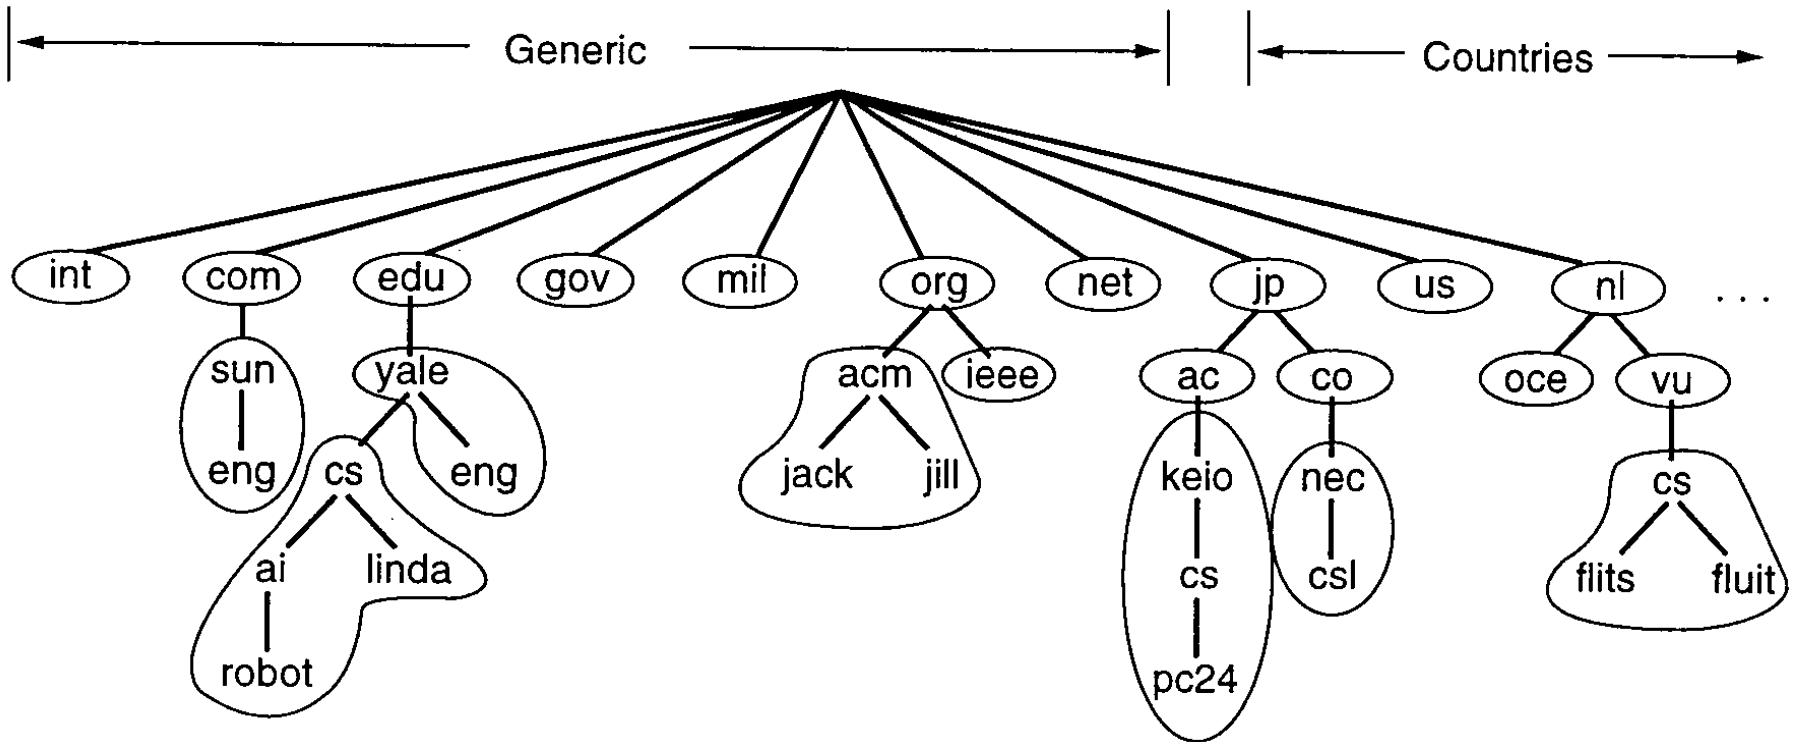 Generic Countries
int com edu gov mil org net jp us nl ...
sun yale acm ieee ac co oce vu
eng cs eng jack jill keio nec cs
ai linda cs csl flits fluit
robot pc24